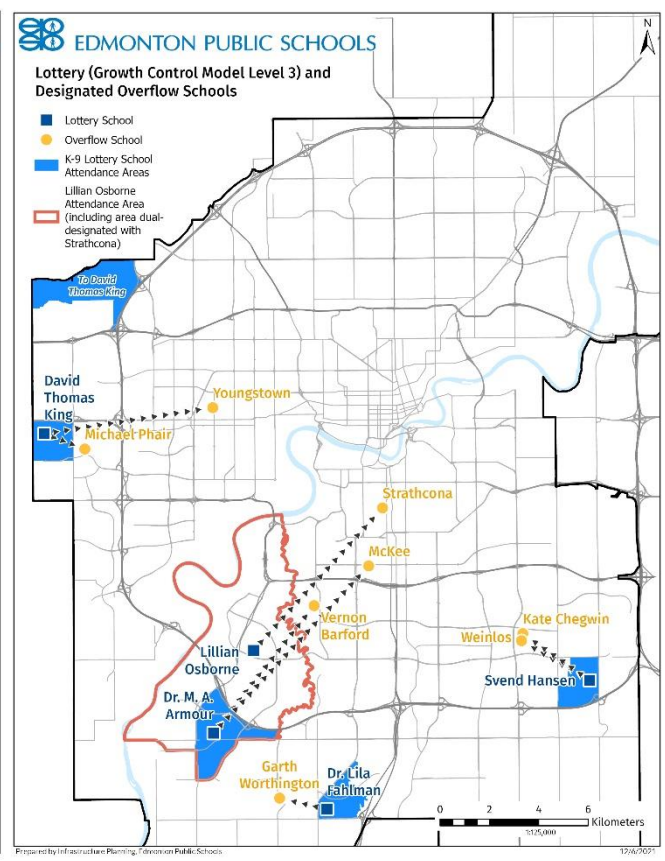 EDMONTON PUBLIC SCHOOLS
N
Lottery (Growth Control Model Level 3) and
Designated Overflow Schools
Lottery School
Overflow School
K-9 Lottery School
Attendance Areas
Lillian Osborne
Attendance Area
(including area dual-
designated with
Strathcona)
To David
Thomas King
David
Thomas
King
Youngstown
Michael Phair
Strathcona
McKee
Vernon
Barford
Kate Chegwin
Weinlos
Lillian
Osborne
Svend Hansen
Dr. M. A.
Armour
Garth
Worthington
Dr. Lila
Fahlman
0 2 4 6
Kilometers
1:125,000
Prepared by Infrastructure Planning, Edmonton Public Schools
12/6/2021